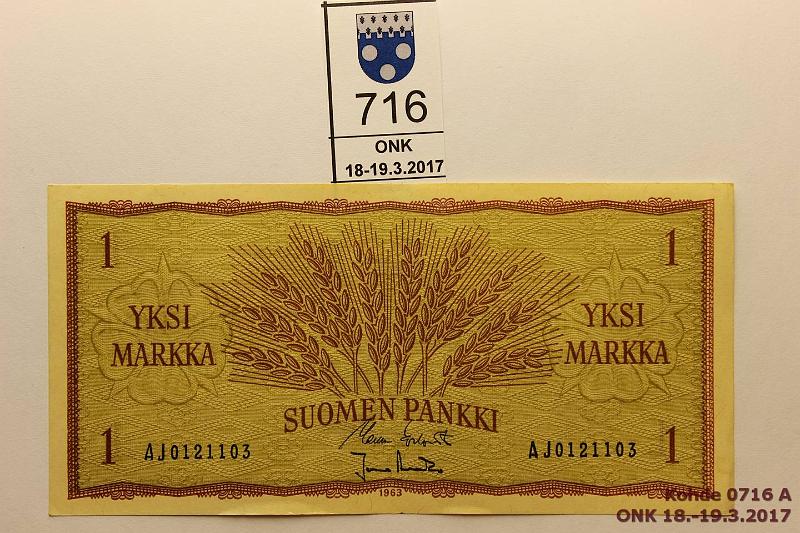 716
ONK
18-19.3.2017
1 1
YKSI YKSI
MARKKA MARKKA
SUOMEN PANKKI
1 AJ0121103 AJ0121103 1
1963
Kohde 0716 A
ONK 18.-19.3.2017